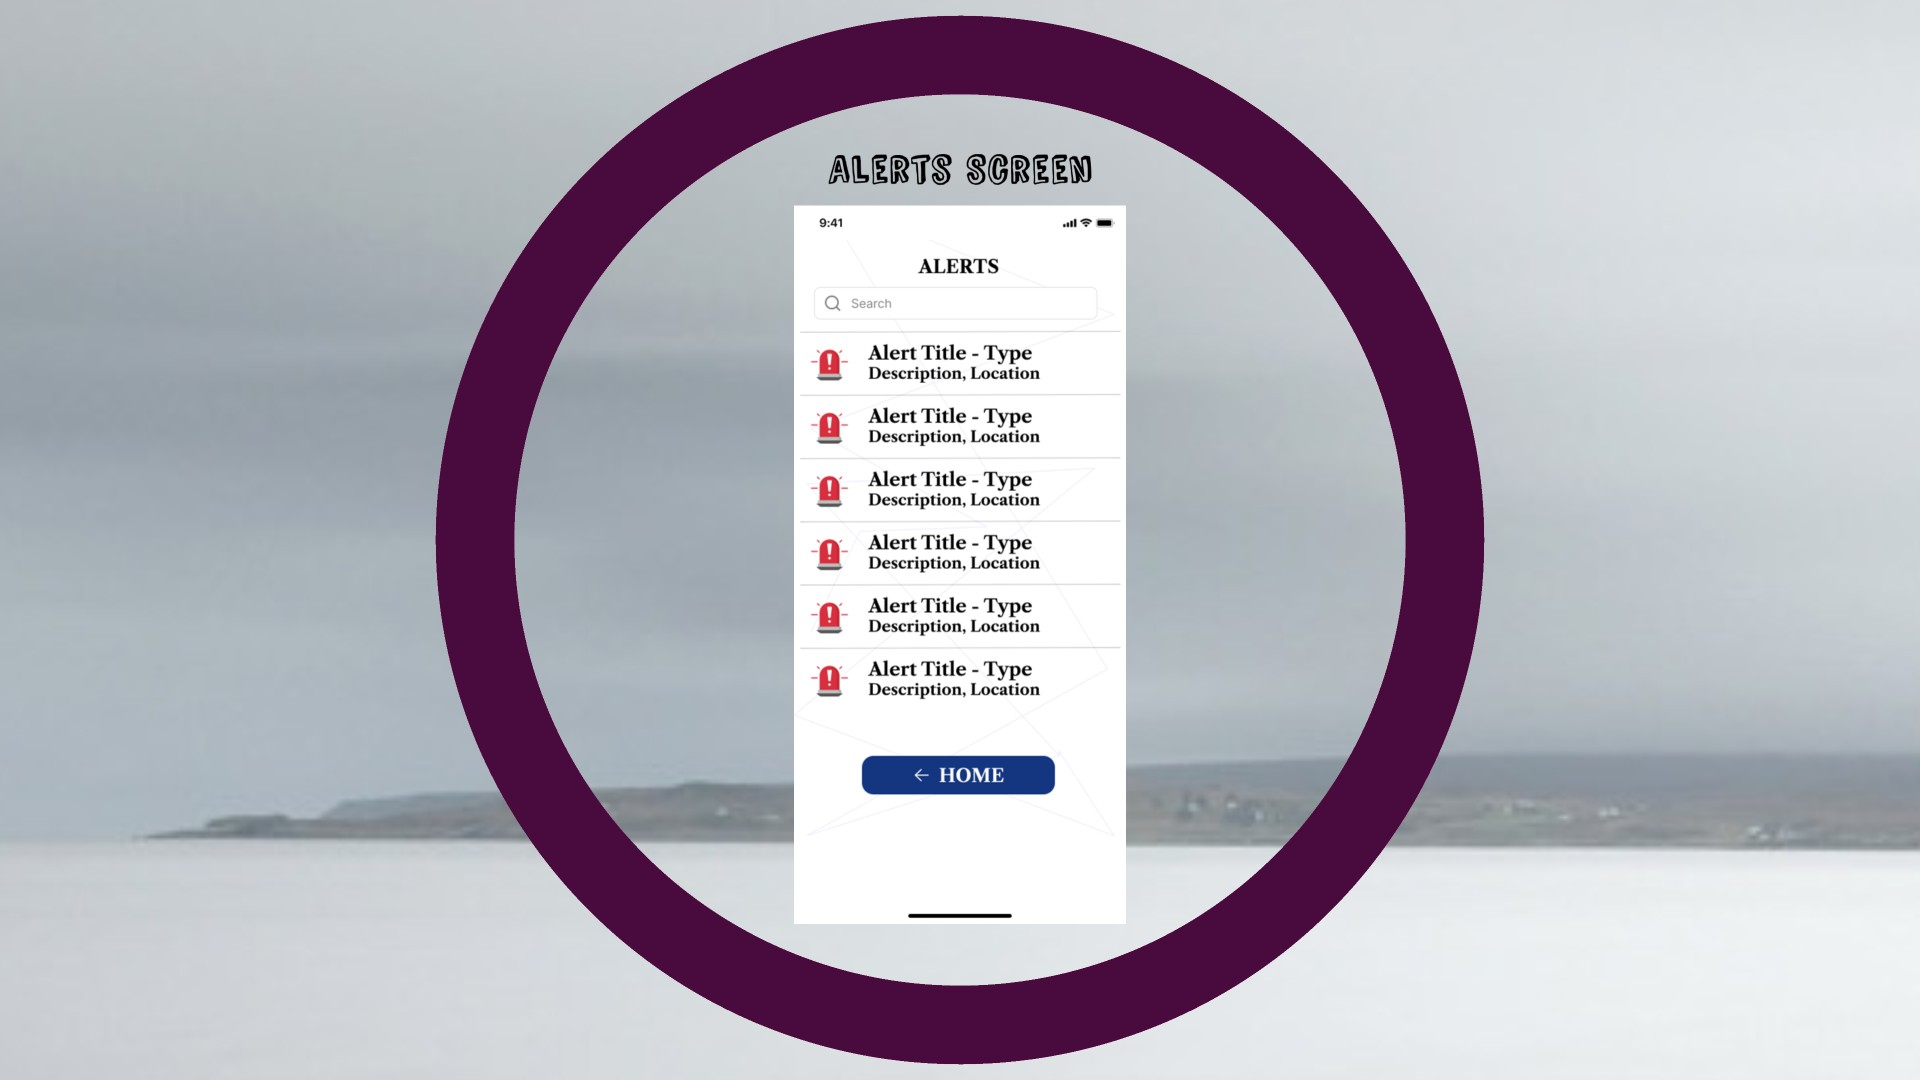 ALERTS SCREEN
9:41
ALERTS
Search
Alert Title - Type
Description, Location
Alert Title - Type
Description, Location
Alert Title - Type
Description, Location
Alert Title - Type
Description, Location
Alert Title - Type
Description, Location
Alert Title - Type
Description, Location
← HOME